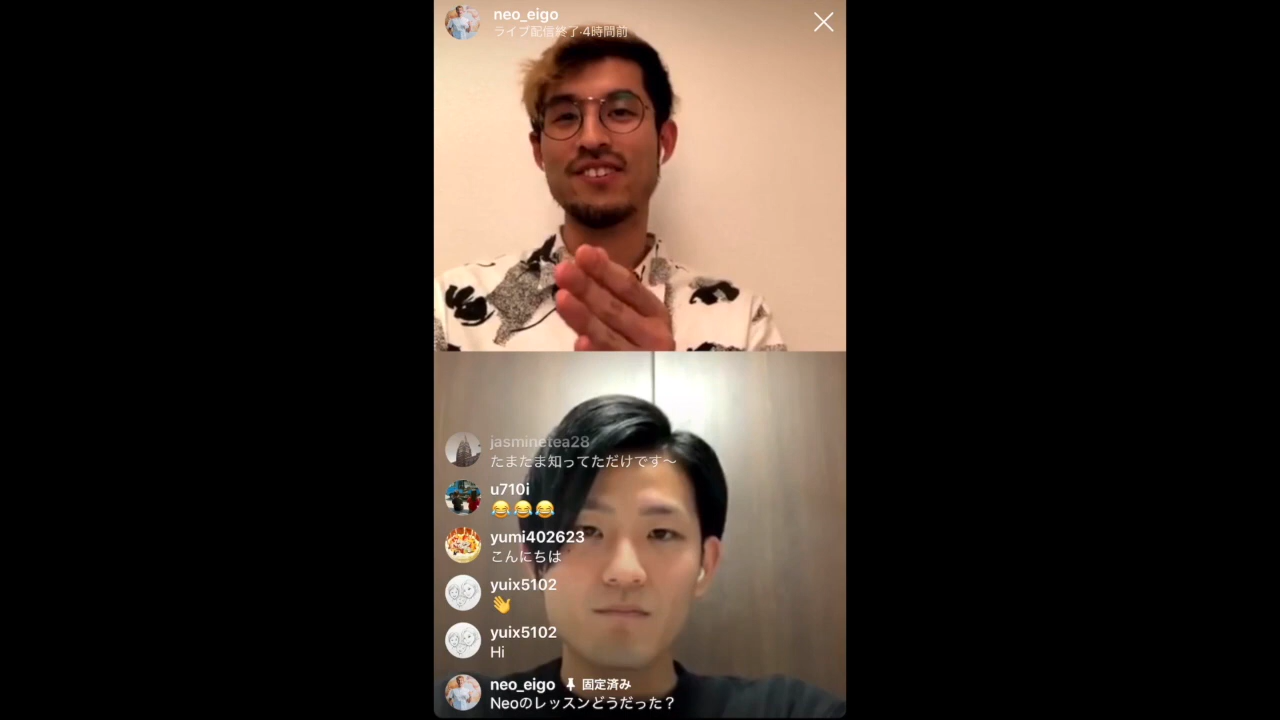 neo_eigo
ライブ配信終了·4時間前
jasminetea28
たまたま知ってただけです〜
u710i
😂😂😂
yumi402623
こんにちは
yuix5102
👋
yuix5102
Hi
neo_eigo 固定済み
Neoのレッスンどうだった？